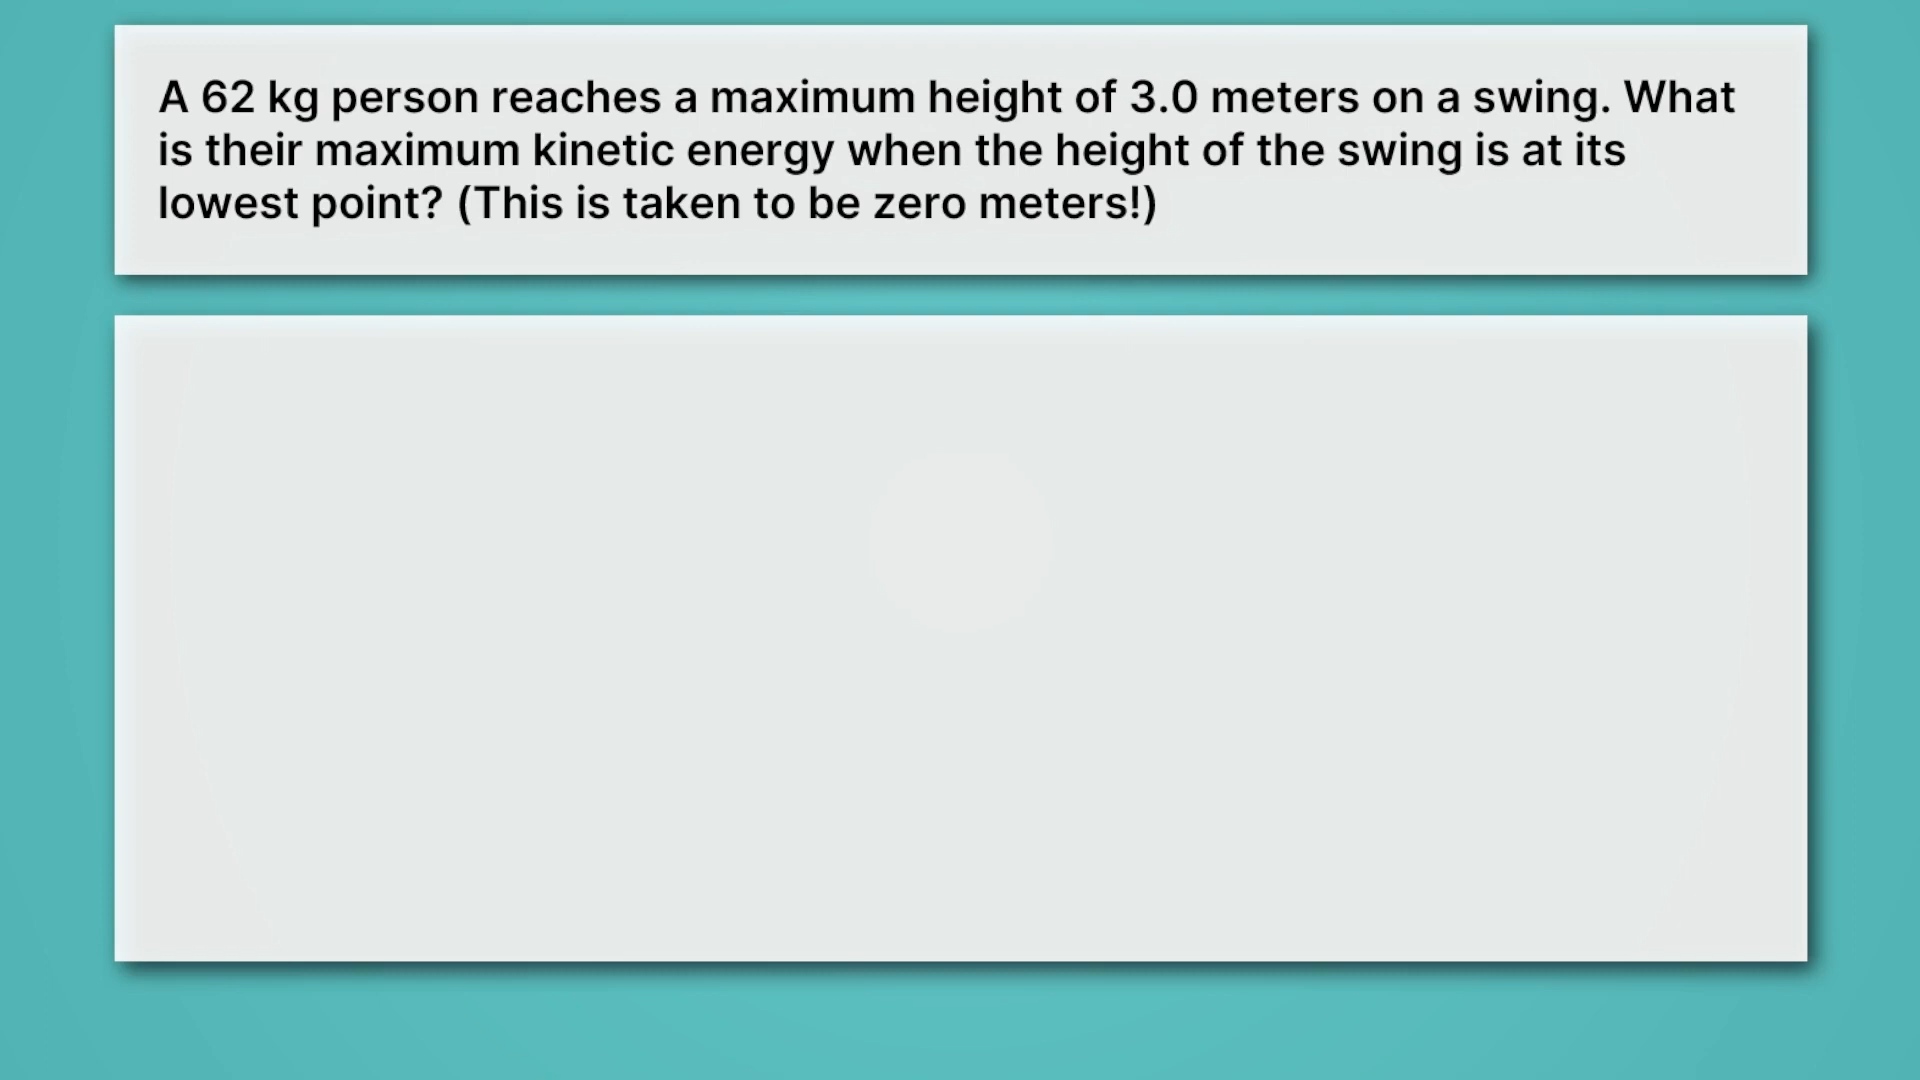 A 62 kg person reaches a maximum height of 3.0 meters on a swing. What
is their maximum kinetic energy when the height of the swing is at its
lowest point? (This is taken to be zero meters!)